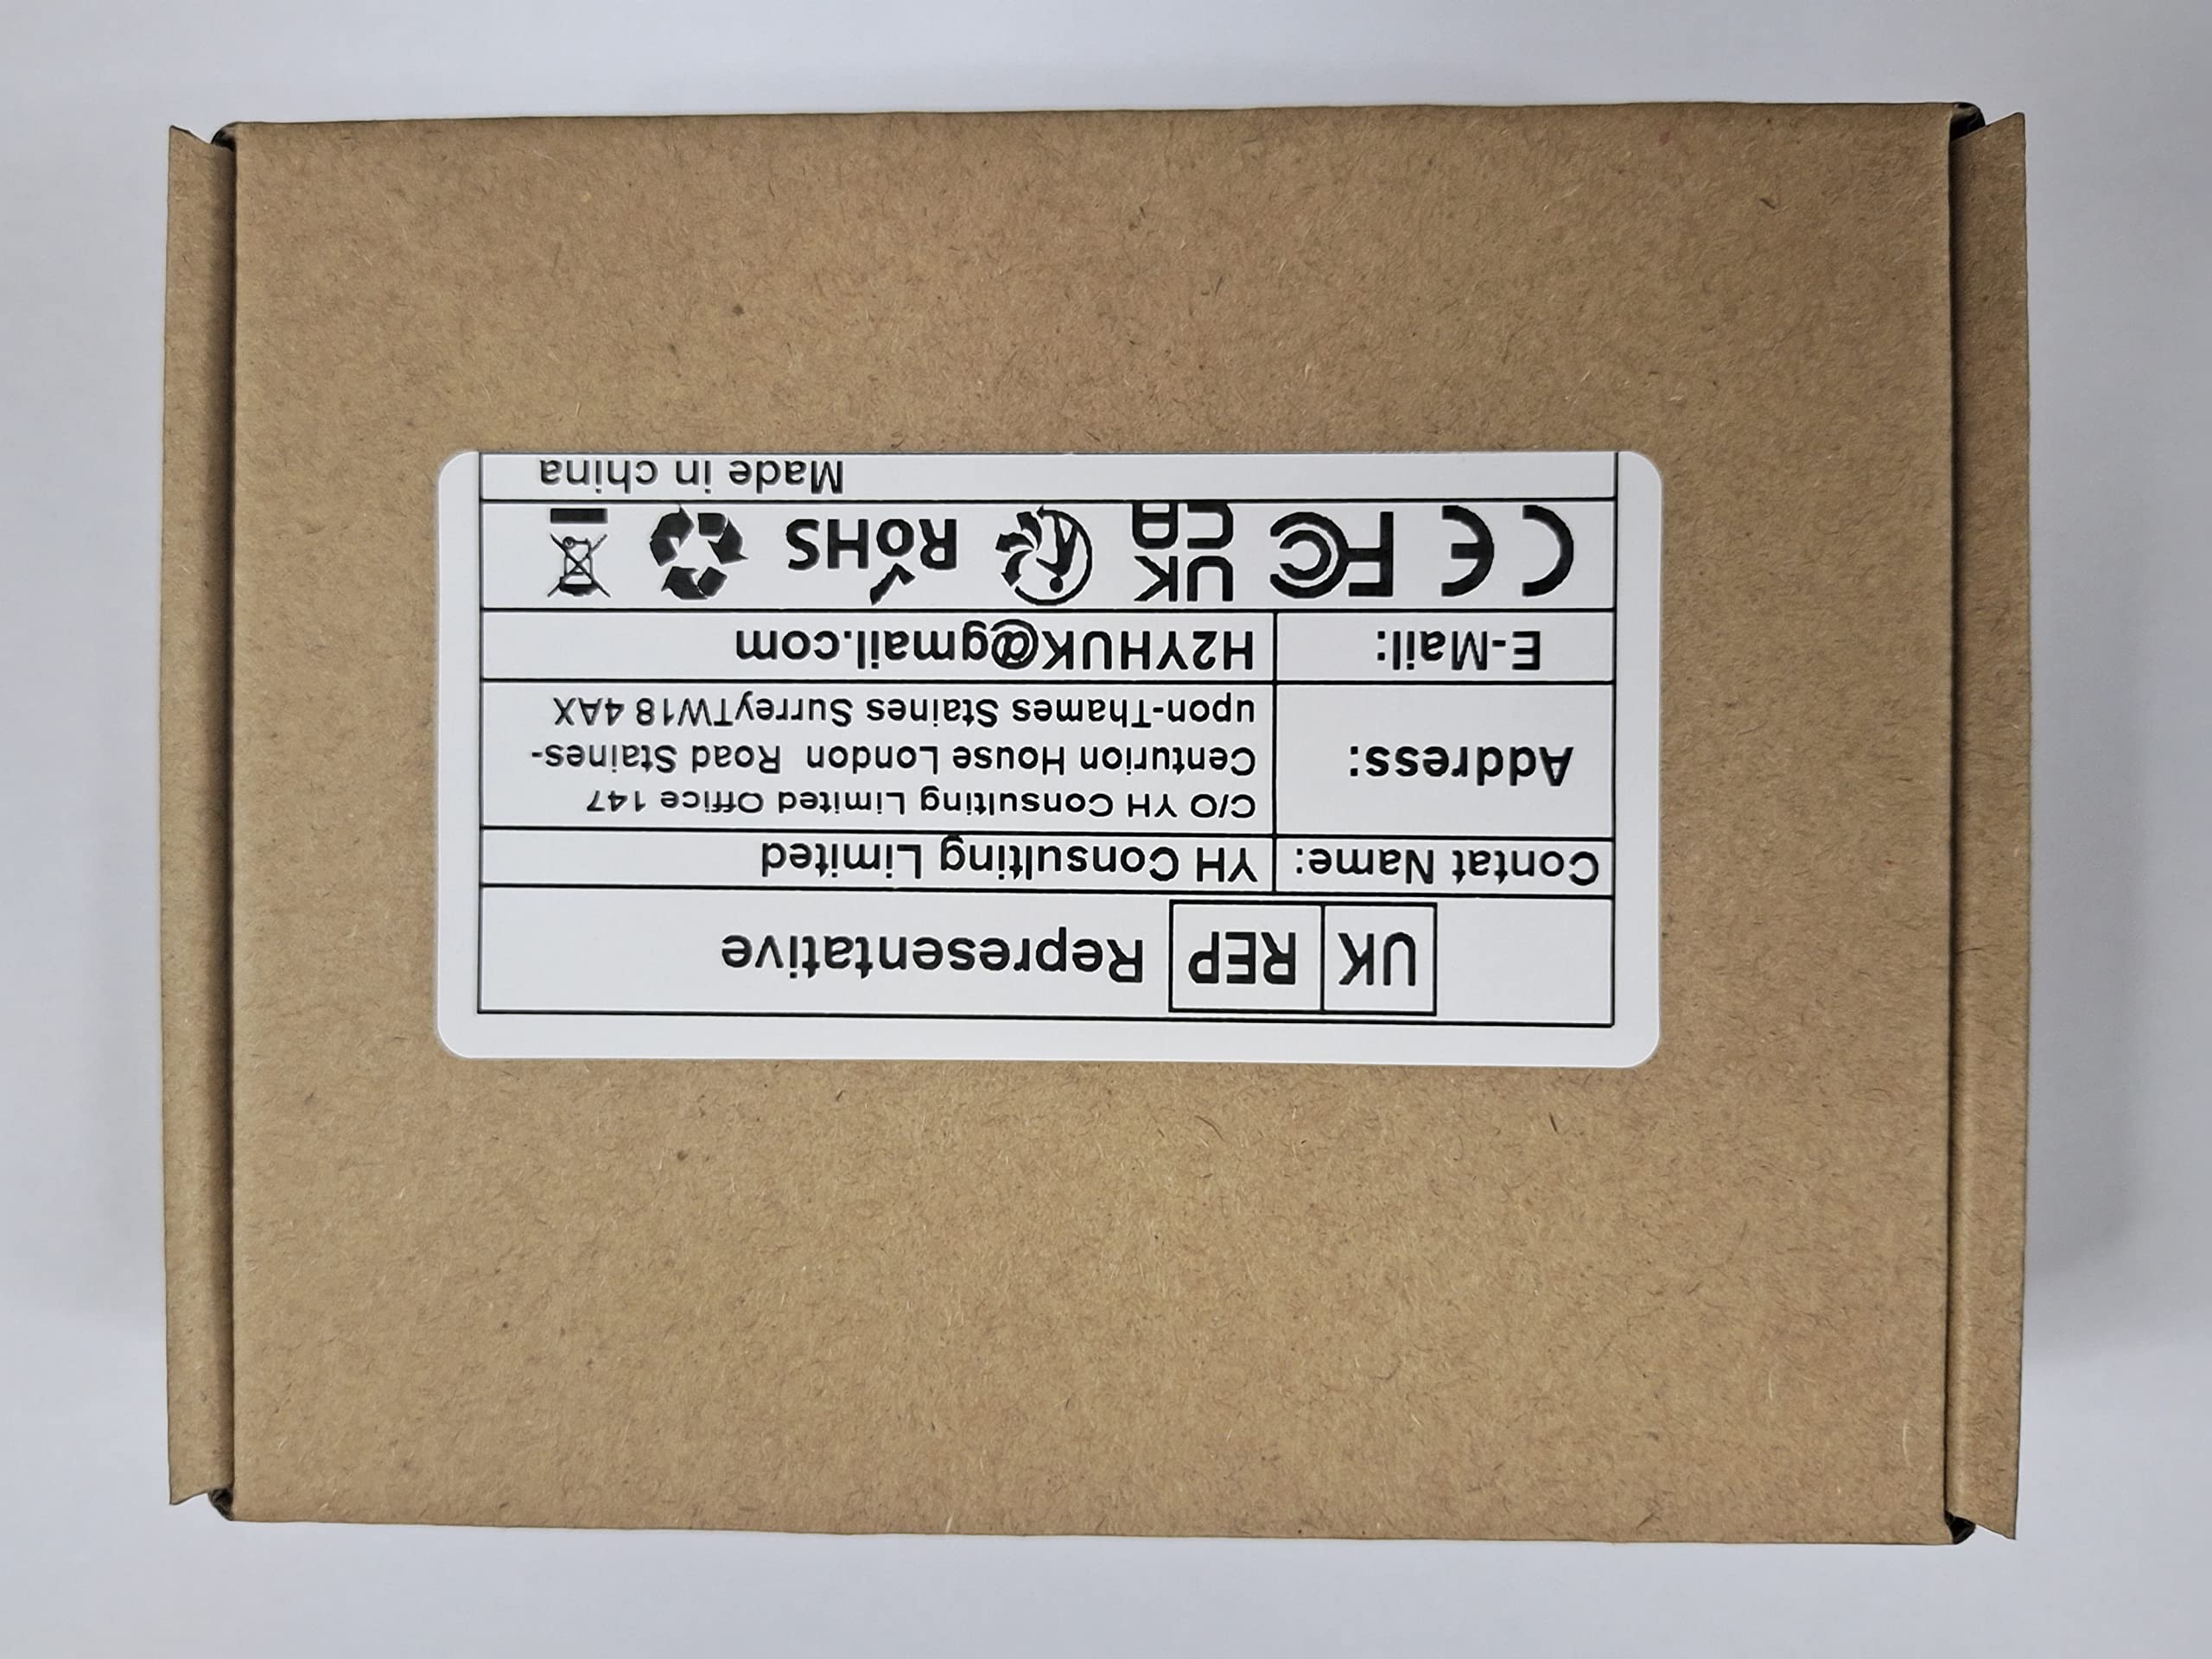 UK REP Representative
Contat Name: YH Consulting Limited
Address:
C/O YH Consulting Limited Office 147
Centurion House London Road Staines-
upon-Thames Staines SurreyTW18 4AX
E-Mail: H2YHUK@gmail.com
CE FC UK CA RoHS
Made in china